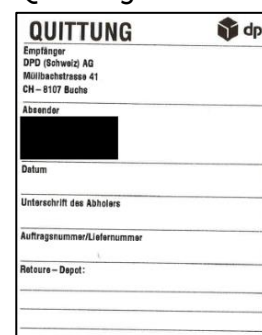 QUITTUNG
dp
Empfänger
DPD (Schweiz) AG
Müllibachstrasse 41
CH – 8107 Buchs
Absender
Datum
Unterschrift des Abholers
Auftragsnummer/Liefernummer
Retoure – Depot: